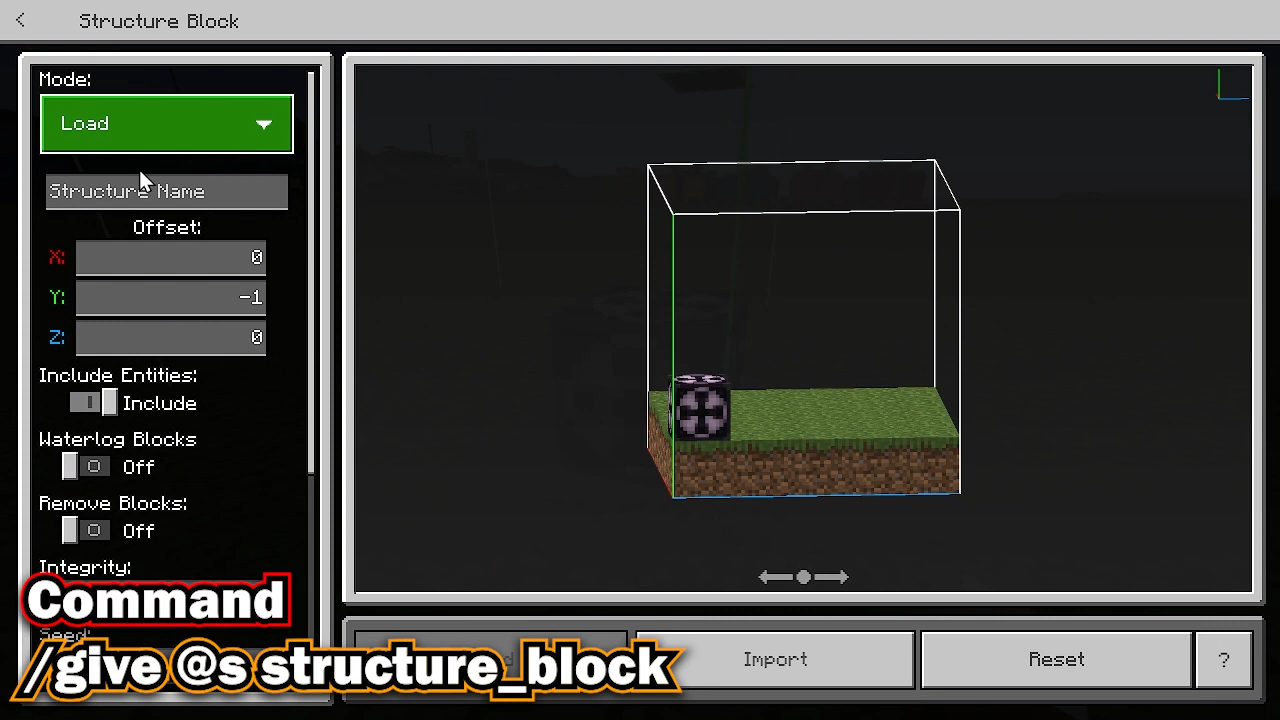 Structure Block
Mode:
Load
Structure Name
Offset:
X: 0
Y: -1
Z: 0
Include Entities:
Include
Waterlog Blocks
Off
Remove Blocks:
Off
Integrity:
Seed:
Command
/give @s structure_block
Import
Reset
?